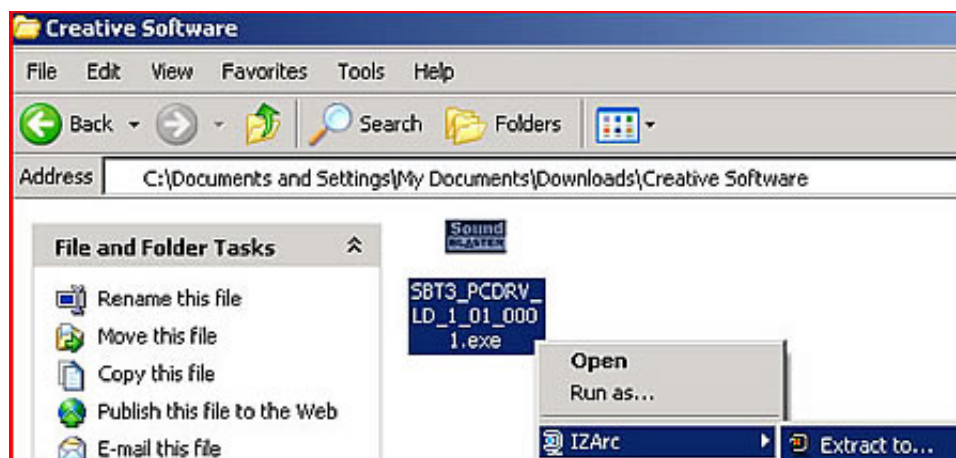 Creative Software
File Edit View Favorites Tools Help
Back Search Folders
Address C:\Documents and Settings\My Documents\Downloads\Creative Software
File and Folder Tasks
Rename this file
Move this file
Copy this file
Publish this file to the Web
E-mail this file
Sound
BLASTER
SBT3_PCDRV_
LD_1_01_000
1.exe
Open
Run as...
IZArc
Extract to...